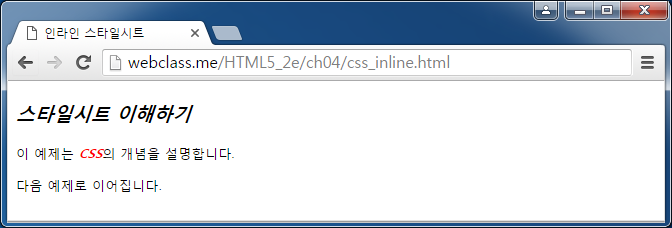 인라인 스타일시트
webclass.me/HTML5_2e/ch04/css_inline.html
스타일시트 이해하기
이 예제는 CSS의 개념을 설명합니다.
다음 예제로 이어집니다.